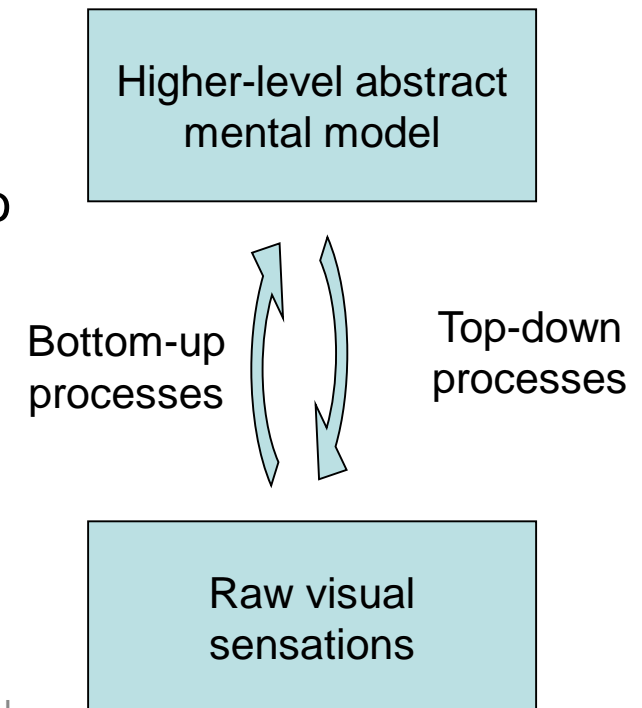 Higher-level abstract
mental model
Bottom-up
processes
Top-down
processes
Raw visual
sensations